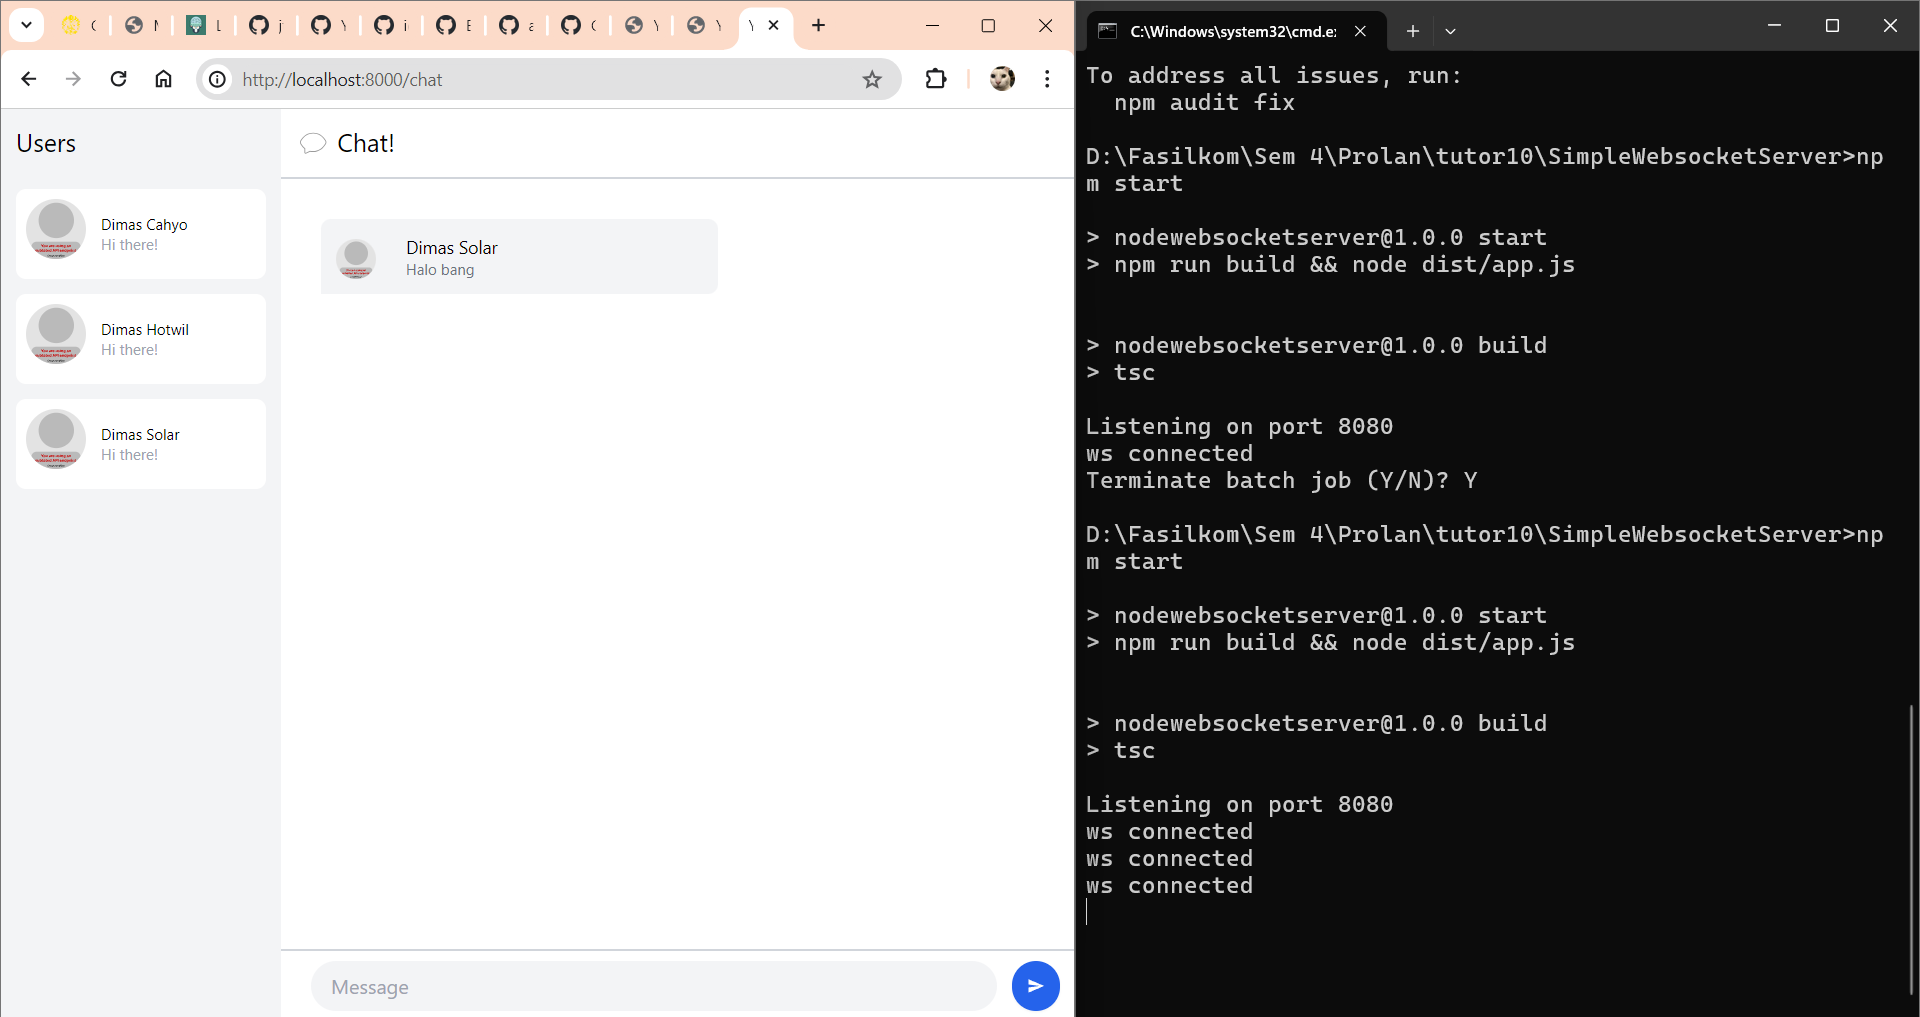 http://localhost:8000/chat
Users
Dimas Cahyo
Hi there!
Dimas Hotwil
Hi there!
Dimas Solar
Hi there!
Chat!
Dimas Solar
Halo bang
Message
C:\Windows\system32\cmd.e
To address all issues, run:
npm audit fix
D:\Fasilkom\Sem 4\Prolan\tutor10\SimpleWebsocketServer>np
m start
> nodewebsocketserver@1.0.0 start
> npm run build && node dist/app.js
> nodewebsocketserver@1.0.0 build
> tsc
Listening on port 8080
ws connected
Terminate batch job (Y/N)? Y
D:\Fasilkom\Sem 4\Prolan\tutor10\SimpleWebsocketServer>np
m start
> nodewebsocketserver@1.0.0 start
> npm run build && node dist/app.js
> nodewebsocketserver@1.0.0 build
> tsc
Listening on port 8080
ws connected
ws connected
ws connected